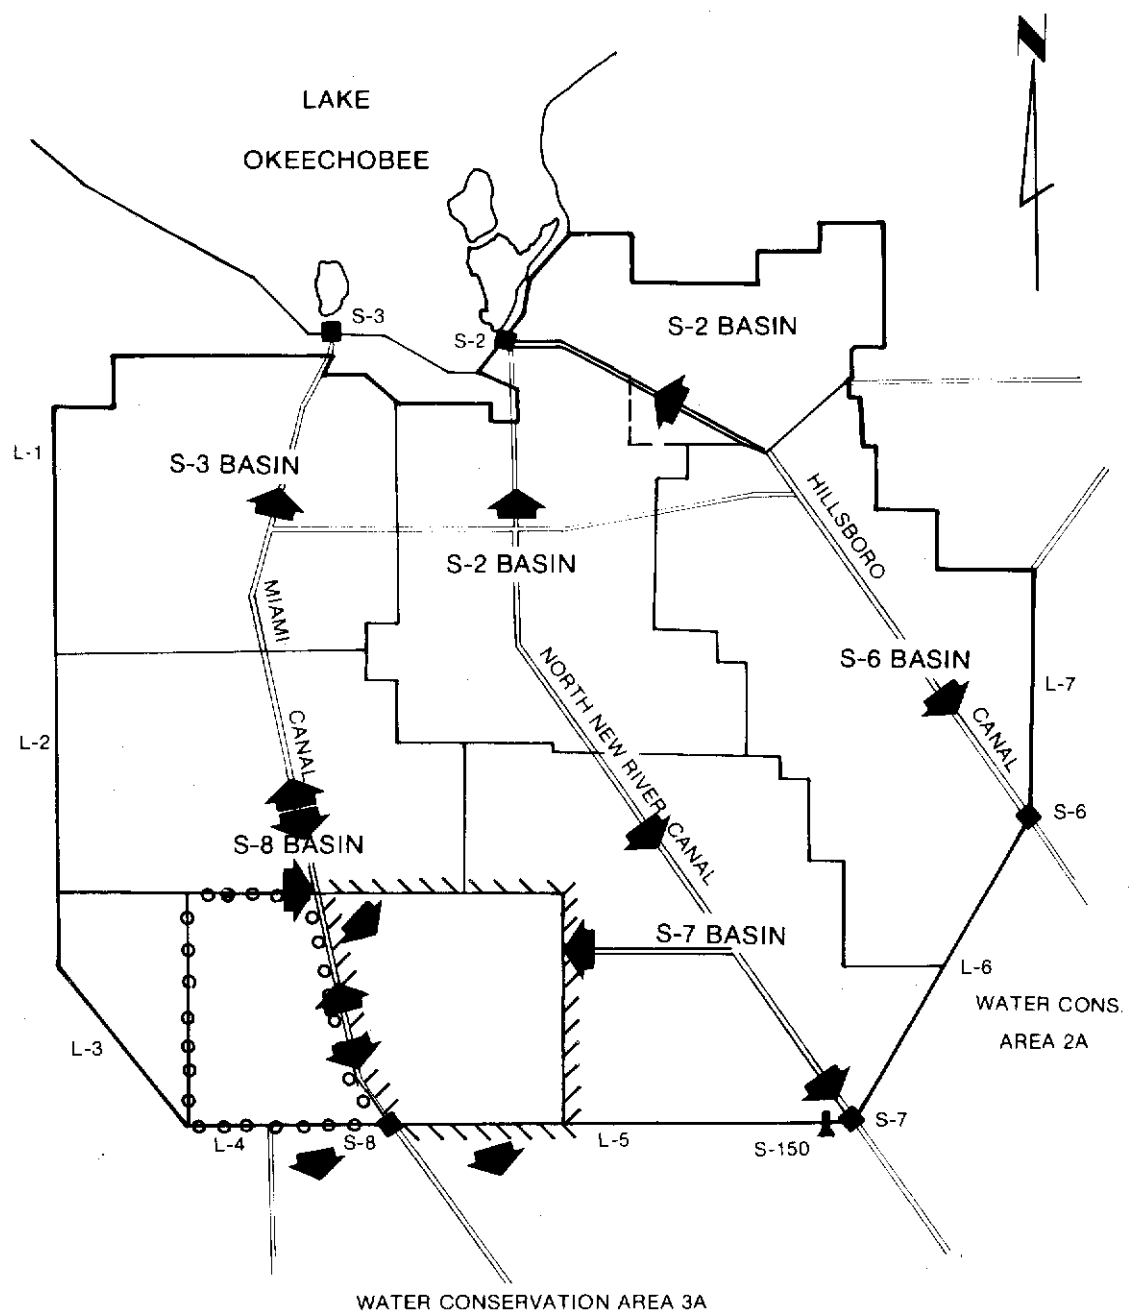 N
LAKE
OKEECHOBEE
S-3
S-2
S-2 BASIN
L-1
S-3 BASIN
HILLSBORO
S-2 BASIN
MIAMI
S-6 BASIN
NORTH NEW RIVER CANAL
L-7
L-2
CANAL
CANAL
S-6
S-8 BASIN
S-7 BASIN
L-6
WATER CONS.
AREA 2A
L-3
L-4
S-8
L-5
S-150
S-7
WATER CONSERVATION AREA 3A